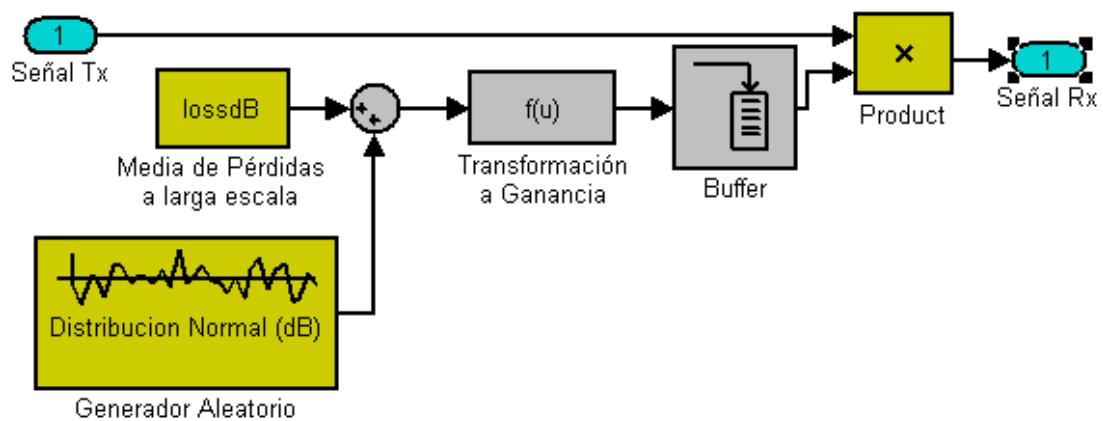 1
Señal Tx
lossdB
Media de Pérdidas
a larga escala
f(u)
Transformación
a Ganancia
Buffer
×
Product
1
Señal Rx
Distribucion Normal (dB)
Generador Aleatorio